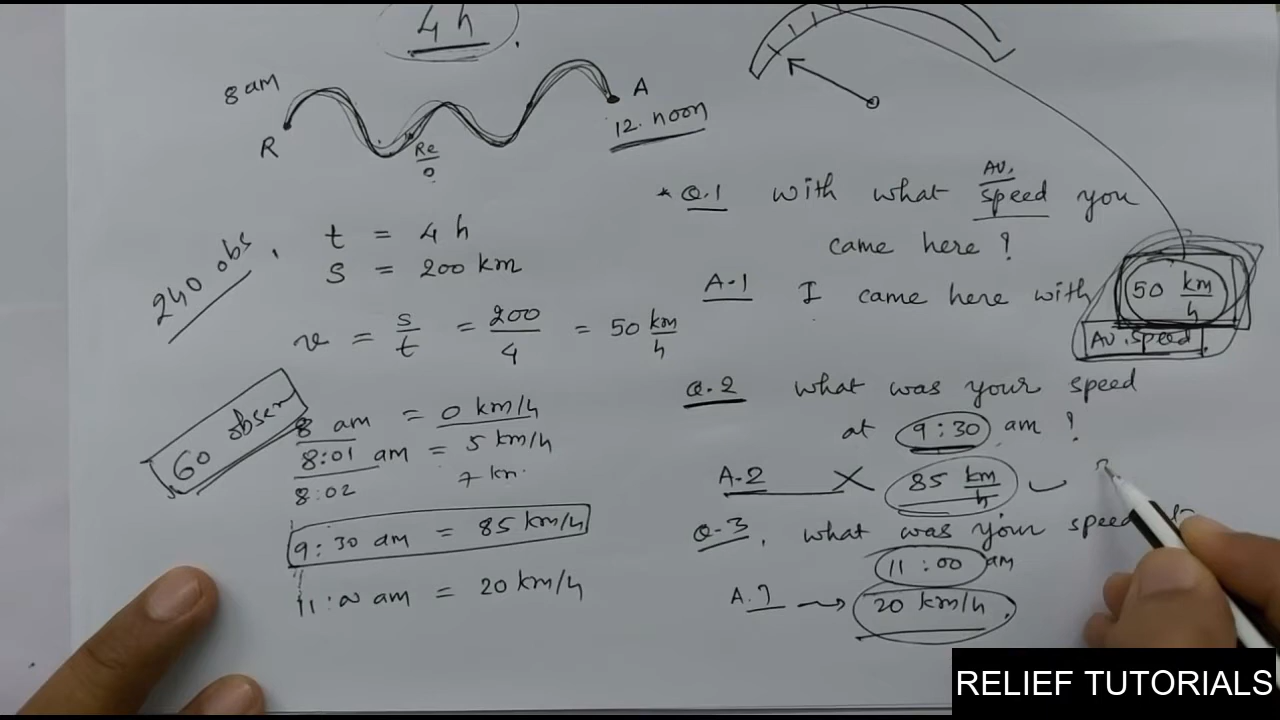 4 h
8 am
R
Re
0
A
12. noon
240 obs.
t = 4 h
S = 200 km
v = s/t = 200/4 = 50 km/h
60 obser
8 am = 0 km/h
8:01 am = 5 km/h
8:02 7 km
9:30 am = 85 km/h
11:00 am = 20 km/h
* Q.1 with what Av. speed you
came here ?
A.1 I came here with 50 km/h
Av. speed
Q.2 what was your speed
at 9:30 am ?
A.2 85 km/h
Q.3, what was your speed
11:00 am
20 km/h.
RELIEF TUTORIALS